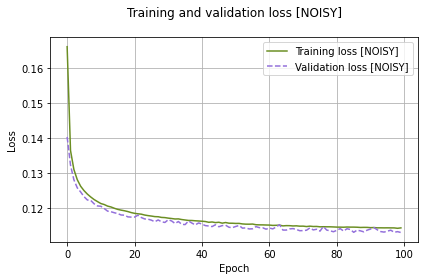 Training and validation loss [NOISY]
Training loss [NOISY]
Validation loss [NOISY]
0.16
0.15
0.14
0.13
0.12
Loss
0
20
40
60
80
100
Epoch